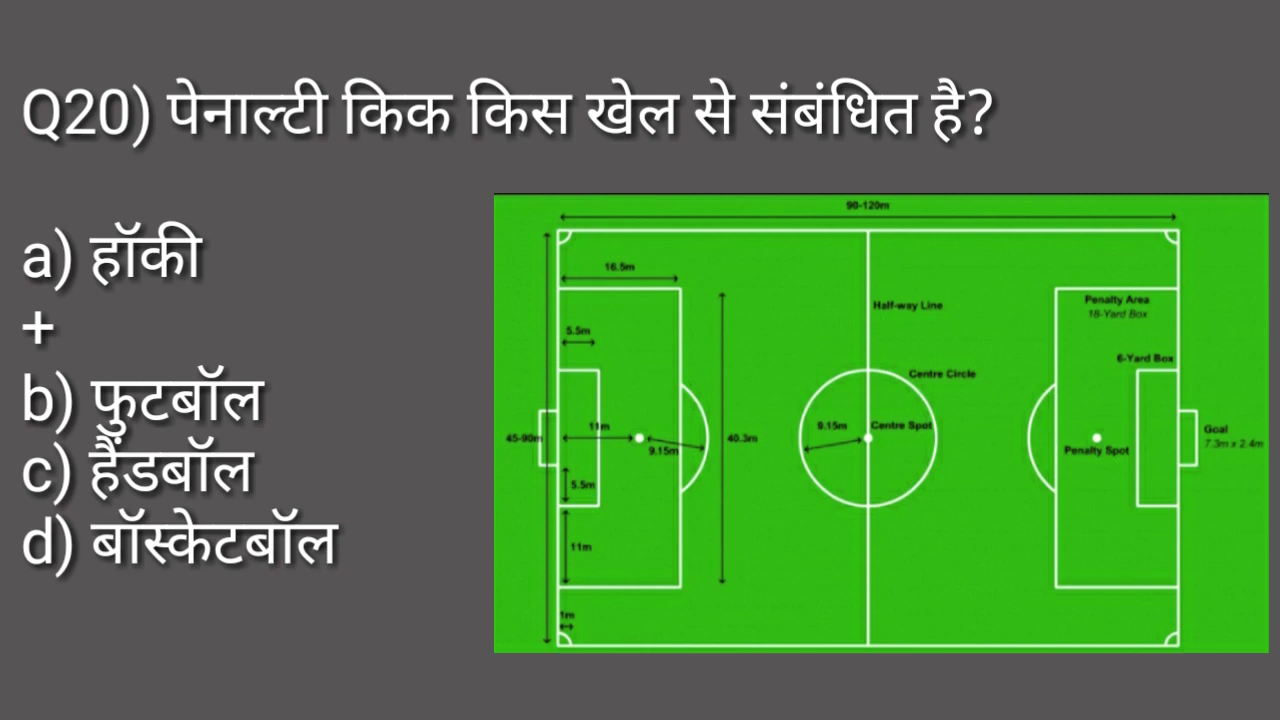 Q20) पेनाल्टी किक किस खेल से संबंधित है?
a) हॉकी
+
b) फुटबॉल
c) हैंडबॉल
d) बॉस्केटबॉल
90-120m
16.5m
Half-way Line
Penalty Area
18-Yard Box
5.5m
6-Yard Box
Centre Circle
11m
9.15m
Centre Spot
45-90m
40.3m
9.15m
Penalty Spot
Goal
7.3m x 2.4m
5.5m
11m
1m